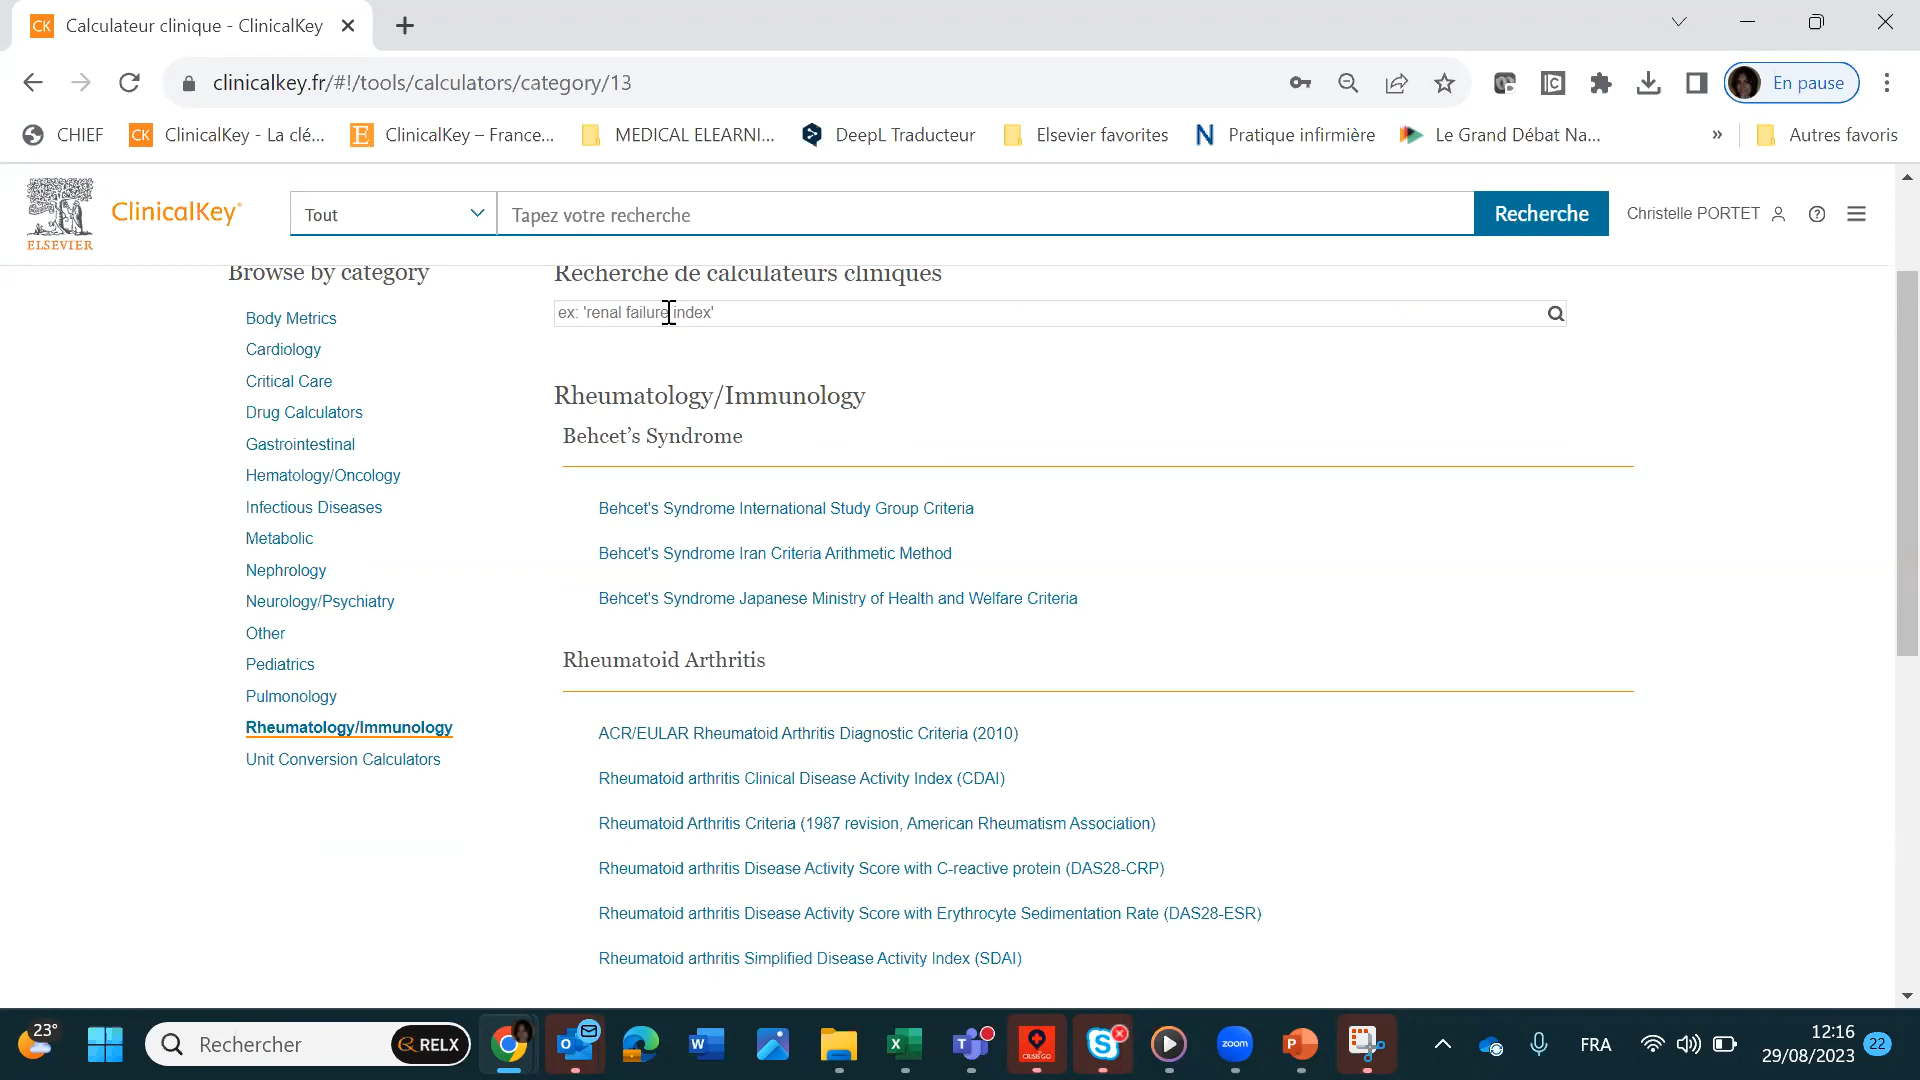 Calculateur clinique - ClinicalKey
clinicalkey.fr/#!/tools/calculators/category/13
En pause
CHIEF
CK
ClinicalKey - La clé...
ClinicalKey – France...
MEDICAL ELEARNI...
DeepL Traducteur
Elsevier favorites
Pratique infirmière
Le Grand Débat Na...
»
Autres favoris
ELSEVIER
ClinicalKey®
Tout
Tapez votre recherche
Recherche
Christelle PORTET
Browse by category
Body Metrics
Cardiology
Critical Care
Drug Calculators
Gastrointestinal
Hematology/Oncology
Infectious Diseases
Metabolic
Nephrology
Neurology/Psychiatry
Other
Pediatrics
Pulmonology
Rheumatology/Immunology
Unit Conversion Calculators
Recherche de calculateurs cliniques
ex: 'renal failure index'
Rheumatology/Immunology
Behcet’s Syndrome
Behcet's Syndrome International Study Group Criteria
Behcet's Syndrome Iran Criteria Arithmetic Method
Behcet's Syndrome Japanese Ministry of Health and Welfare Criteria
Rheumatoid Arthritis
ACR/EULAR Rheumatoid Arthritis Diagnostic Criteria (2010)
Rheumatoid arthritis Clinical Disease Activity Index (CDAI)
Rheumatoid Arthritis Criteria (1987 revision, American Rheumatism Association)
Rheumatoid arthritis Disease Activity Score with C-reactive protein (DAS28-CRP)
Rheumatoid arthritis Disease Activity Score with Erythrocyte Sedimentation Rate (DAS28-ESR)
Rheumatoid arthritis Simplified Disease Activity Index (SDAI)
23°
Rechercher
RELX
zoom
FRA
12:16
29/08/2023
22